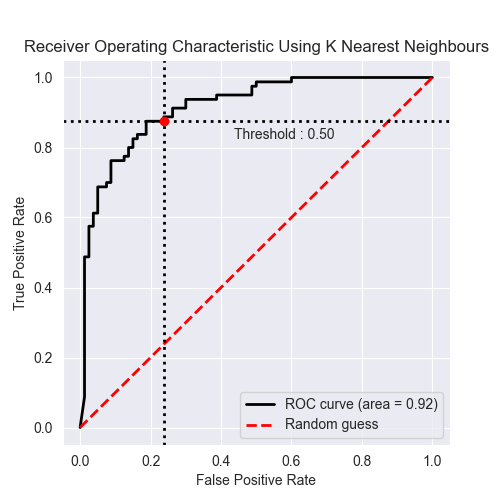 Receiver Operating Characteristic Using K Nearest Neighbours
1.0
0.8
0.6
0.4
0.2
0.0
True Positive Rate
Threshold : 0.50
ROC curve (area = 0.92)
Random guess
0.0 0.2 0.4 0.6 0.8 1.0
False Positive Rate